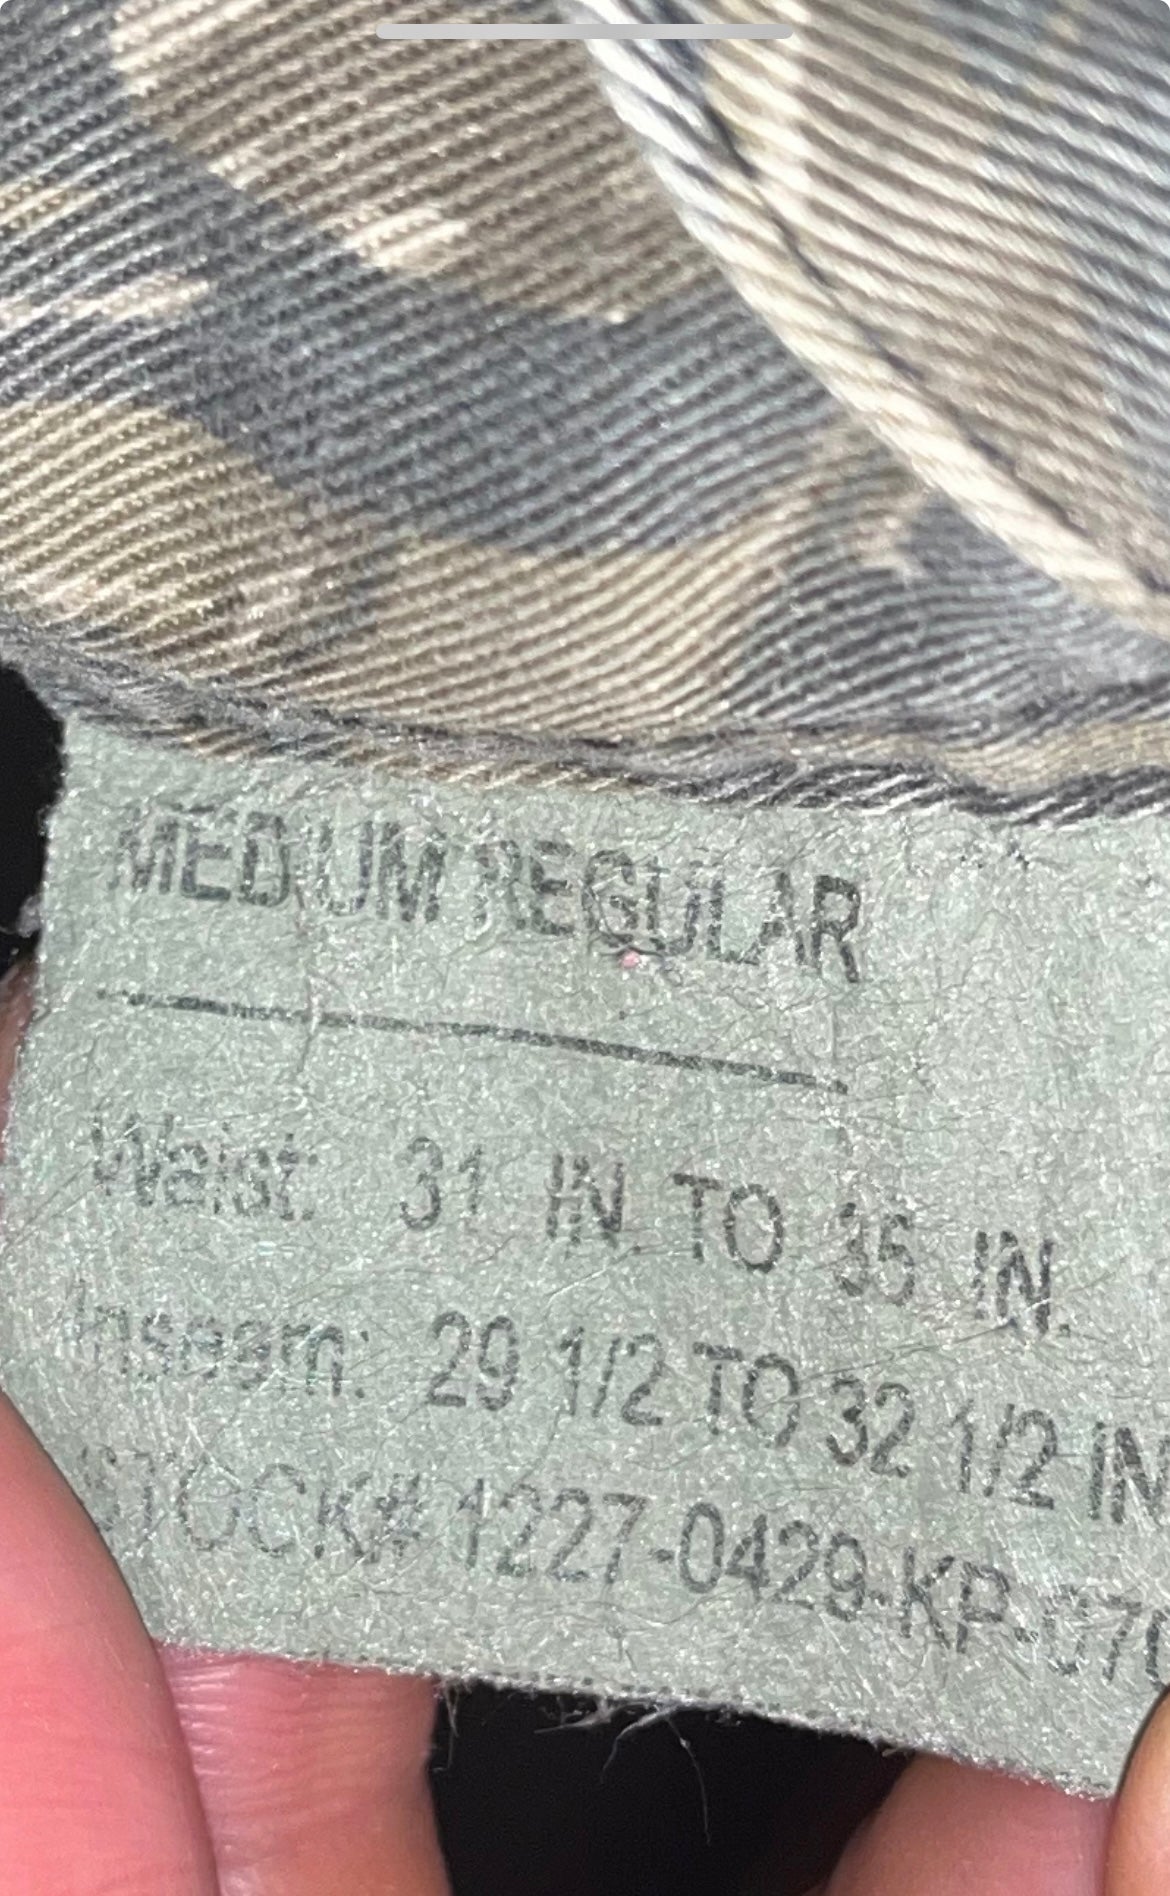 MEDIUM REGULAR
Waist: 31 IN TO 35 IN.
Inseam: 29 1/2 TO 32 1/2 IN
STOCK# 1227-0429-KP-